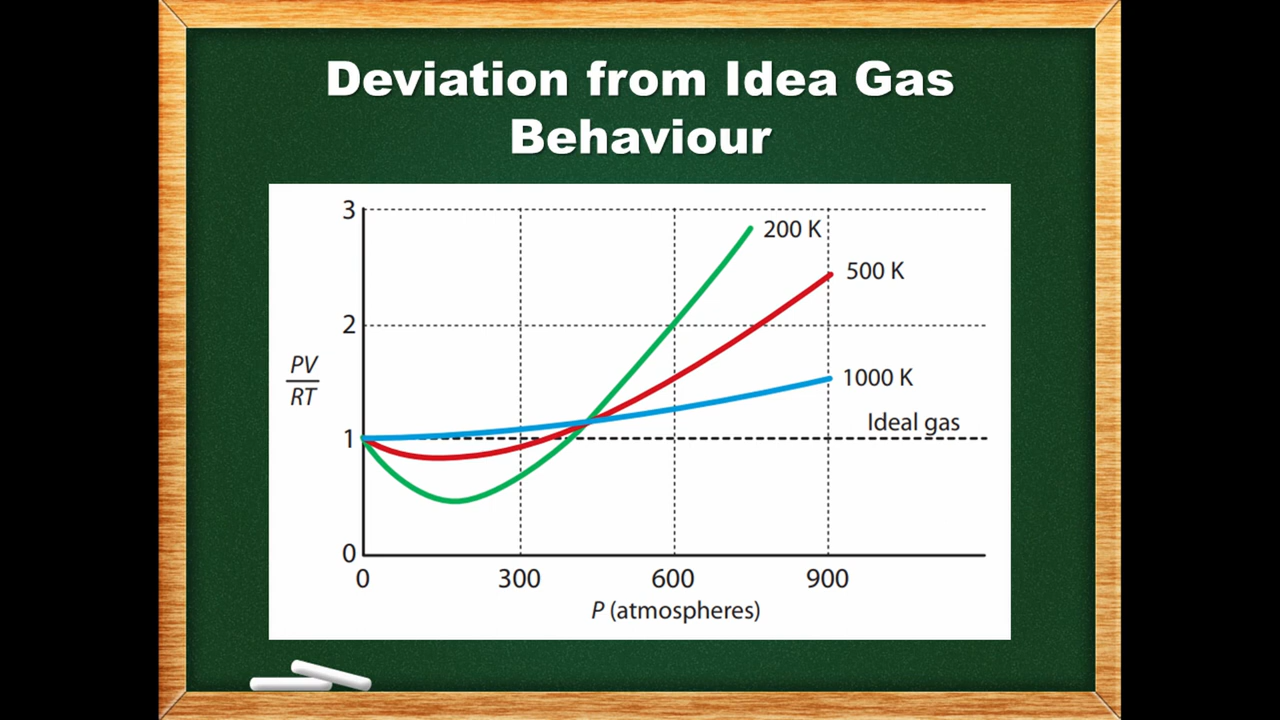 Deviation from Idea Gas
Behaviour
3
200 K
500 K
2
PV
RT
1000 K
Ideal gas
1
0
0 300 600 900
P (atmospheres)